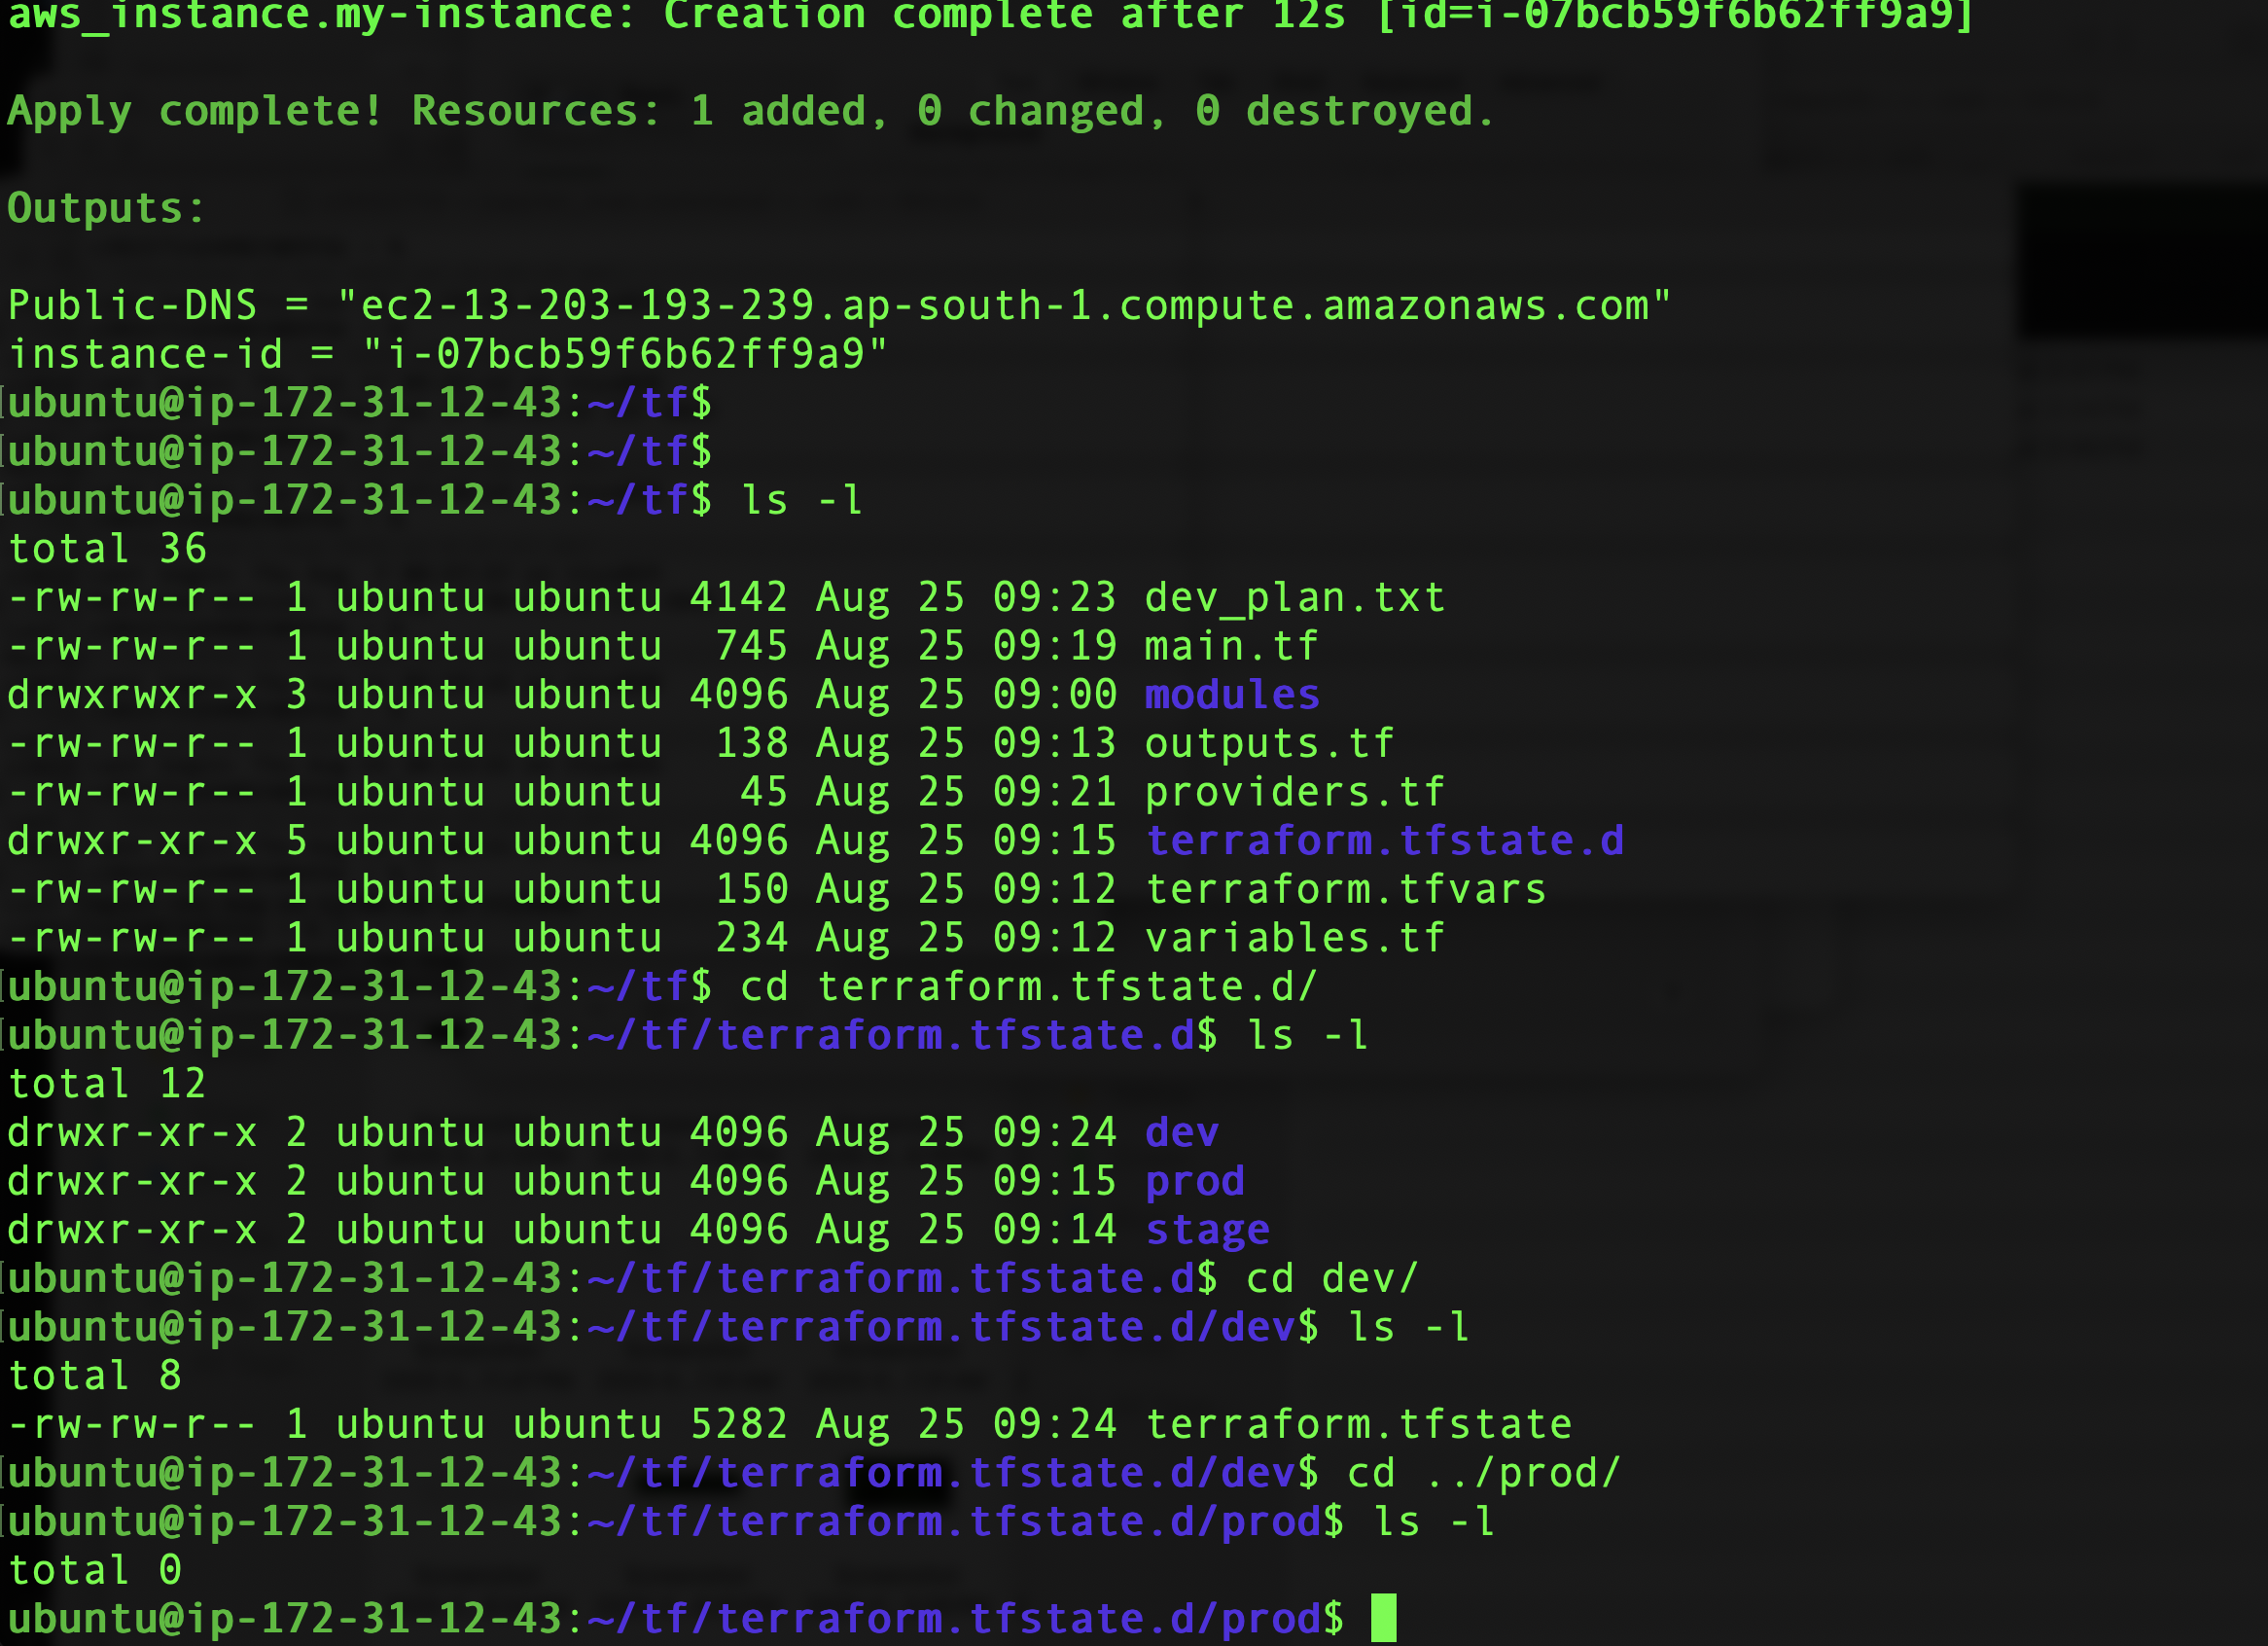 aws_instance.my-instance: Creation complete after 12s [id=i-07bcb59f6b62ff9a9]
Apply complete! Resources: 1 added, 0 changed, 0 destroyed.
Outputs:
Public-DNS = "ec2-13-203-193-239.ap-south-1.compute.amazonaws.com"
instance-id = "i-07bcb59f6b62ff9a9"
ubuntu@ip-172-31-12-43:~/tf$
ubuntu@ip-172-31-12-43:~/tf$
ubuntu@ip-172-31-12-43:~/tf$ ls -l
total 36
-rw-rw-r-- 1 ubuntu ubuntu 4142 Aug 25 09:23 dev_plan.txt
-rw-rw-r-- 1 ubuntu ubuntu  745 Aug 25 09:19 main.tf
drwxrwxr-x 3 ubuntu ubuntu 4096 Aug 25 09:00 modules
-rw-rw-r-- 1 ubuntu ubuntu  138 Aug 25 09:13 outputs.tf
-rw-rw-r-- 1 ubuntu ubuntu   45 Aug 25 09:21 providers.tf
drwxr-xr-x 5 ubuntu ubuntu 4096 Aug 25 09:15 terraform.tfstate.d
-rw-rw-r-- 1 ubuntu ubuntu  150 Aug 25 09:12 terraform.tfvars
-rw-rw-r-- 1 ubuntu ubuntu  234 Aug 25 09:12 variables.tf
ubuntu@ip-172-31-12-43:~/tf$ cd terraform.tfstate.d/
ubuntu@ip-172-31-12-43:~/tf/terraform.tfstate.d$ ls -l
total 12
drwxr-xr-x 2 ubuntu ubuntu 4096 Aug 25 09:24 dev
drwxr-xr-x 2 ubuntu ubuntu 4096 Aug 25 09:15 prod
drwxr-xr-x 2 ubuntu ubuntu 4096 Aug 25 09:14 stage
ubuntu@ip-172-31-12-43:~/tf/terraform.tfstate.d$ cd dev/
ubuntu@ip-172-31-12-43:~/tf/terraform.tfstate.d/dev$ ls -l
total 8
-rw-rw-r-- 1 ubuntu ubuntu 5282 Aug 25 09:24 terraform.tfstate
ubuntu@ip-172-31-12-43:~/tf/terraform.tfstate.d/dev$ cd ../prod/
ubuntu@ip-172-31-12-43:~/tf/terraform.tfstate.d/prod$ ls -l
total 0
ubuntu@ip-172-31-12-43:~/tf/terraform.tfstate.d/prod$